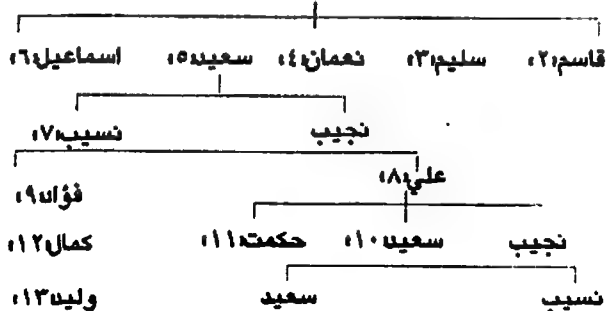 قاسم(٢) سليم(٣) نعمان(٤) سعيد(٥) اسماعيل(٦)
نجيب نسيب(٧)
علي(٨) فؤاد(٩)
نجيب سعيد(١٠) حكمت(١١) كمال(١٢)
نسيب سعيد وليد(١٣)